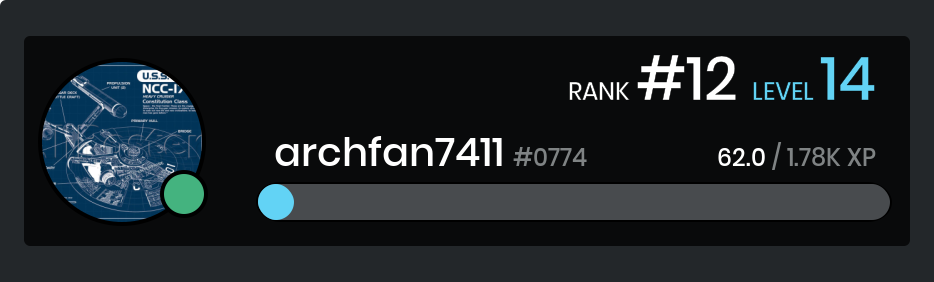 RANK #12 LEVEL 14
archfan7411 #0774 62.0 / 1.78K XP
U.S.S.
NCC-17
HEAVY CRUISER
Constitution Class
PROPULSION
UNIT (2)
PRIMARY HULL
BRIDGE